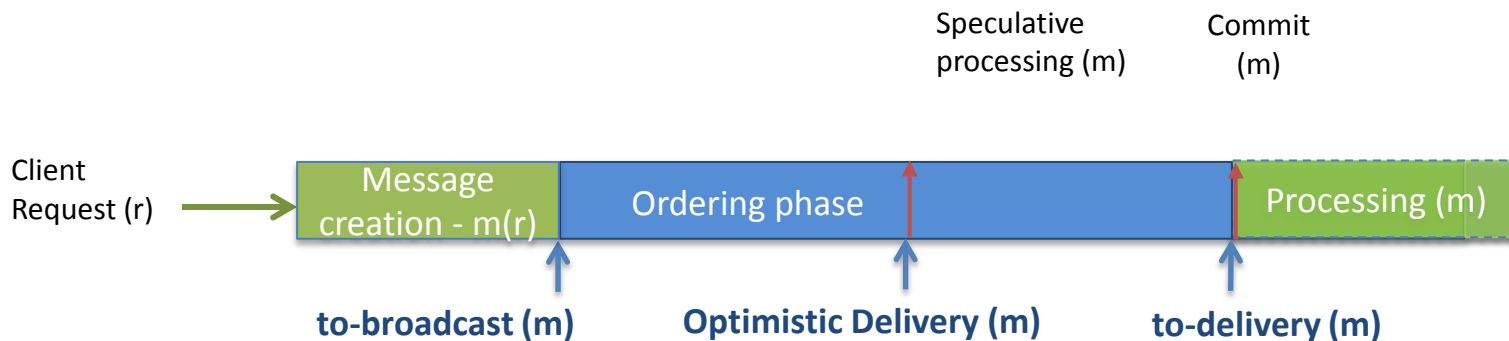 Speculative
processing (m)
Commit
(m)
Client
Request (r)
Message
creation - m(r)
Ordering phase
Processing (m)
to-broadcast (m)
Optimistic Delivery (m)
to-delivery (m)